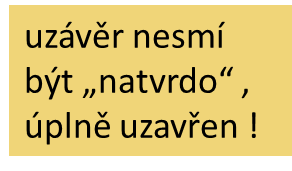 uzávěr nesmí
být „natvrdo“ ,
úplně uzavřen !